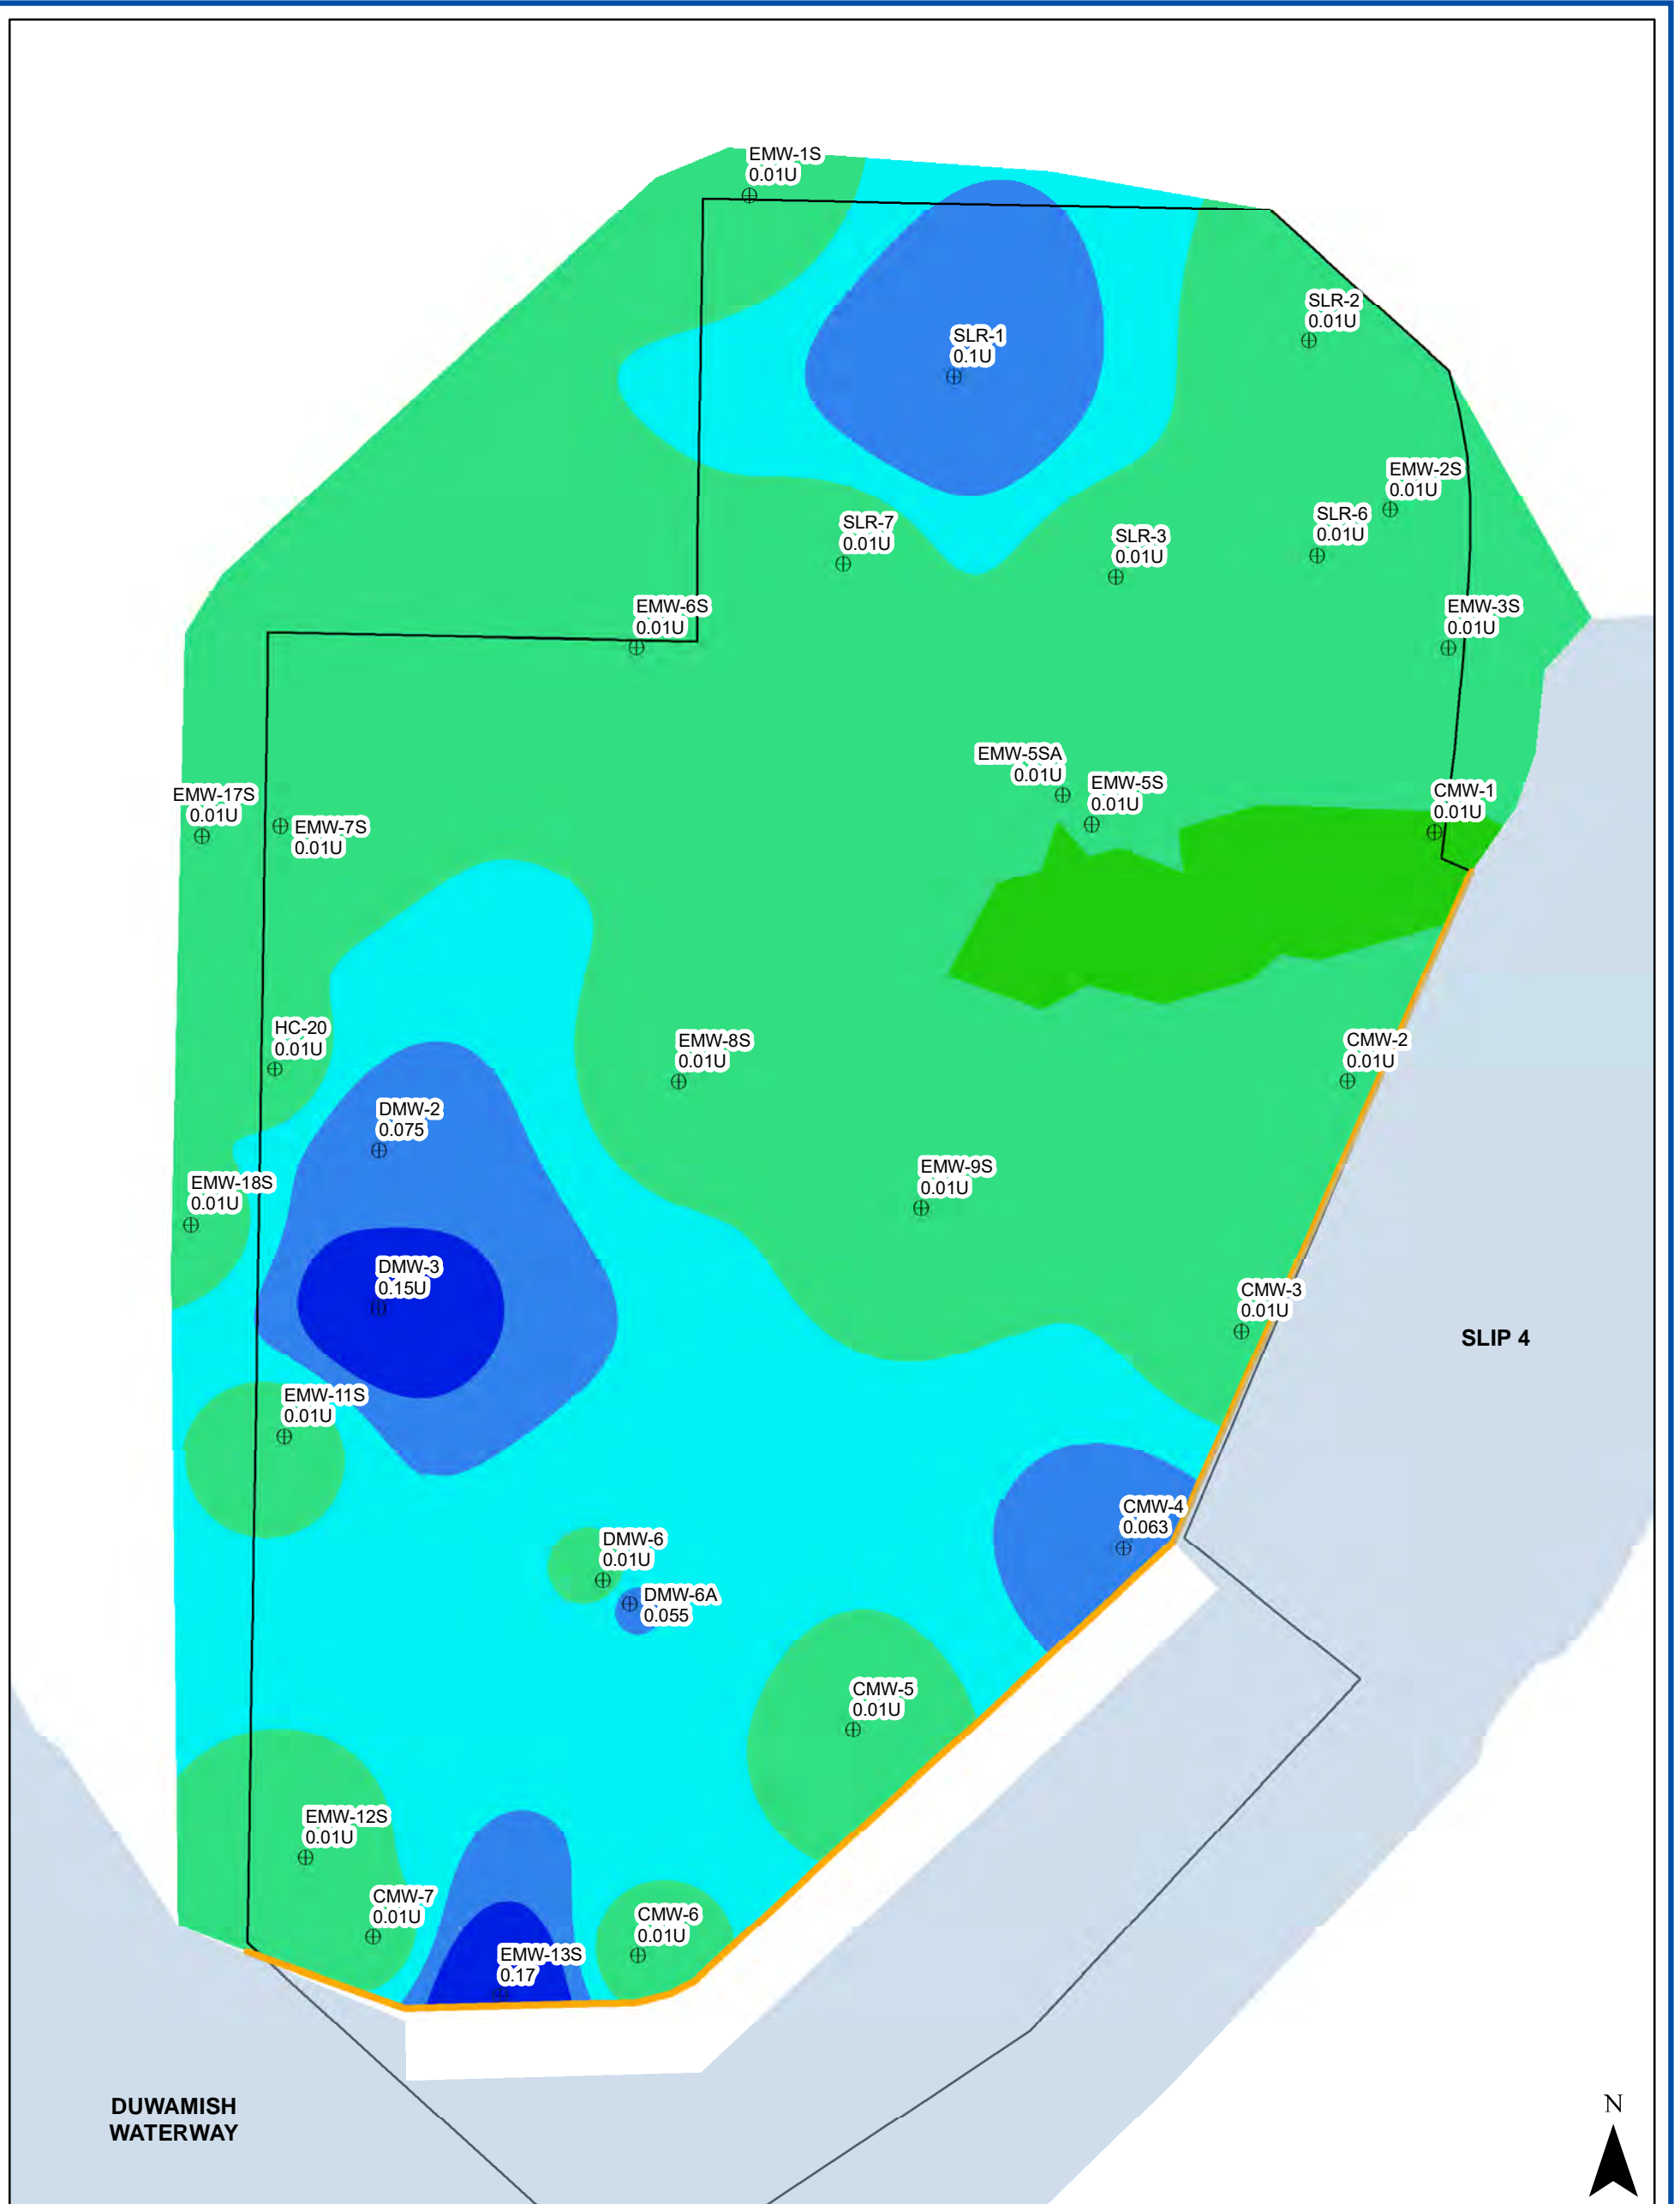 EMW-1S
0.01U
SLR-2
0.01U
SLR-1
0.1U
EMW-2S
0.01U
SLR-6
0.01U
SLR-7
0.01U
SLR-3
0.01U
EMW-6S
0.01U
EMW-3S
0.01U
EMW-5SA
0.01U
EMW-5S
0.01U
CMW-1
0.01U
EMW-17S
0.01U
EMW-7S
0.01U
HC-20
0.01U
EMW-8S
0.01U
CMW-2
0.01U
DMW-2
0.075
EMW-9S
0.01U
EMW-18S
0.01U
DMW-3
0.15U
CMW-3
0.01U
SLIP 4
EMW-11S
0.01U
CMW-4
0.063
DMW-6
0.01U
DMW-6A
0.055
CMW-5
0.01U
EMW-12S
0.01U
CMW-7
0.01U
CMW-6
0.01U
EMW-13S
0.17
DUWAMISH
WATERWAY
N